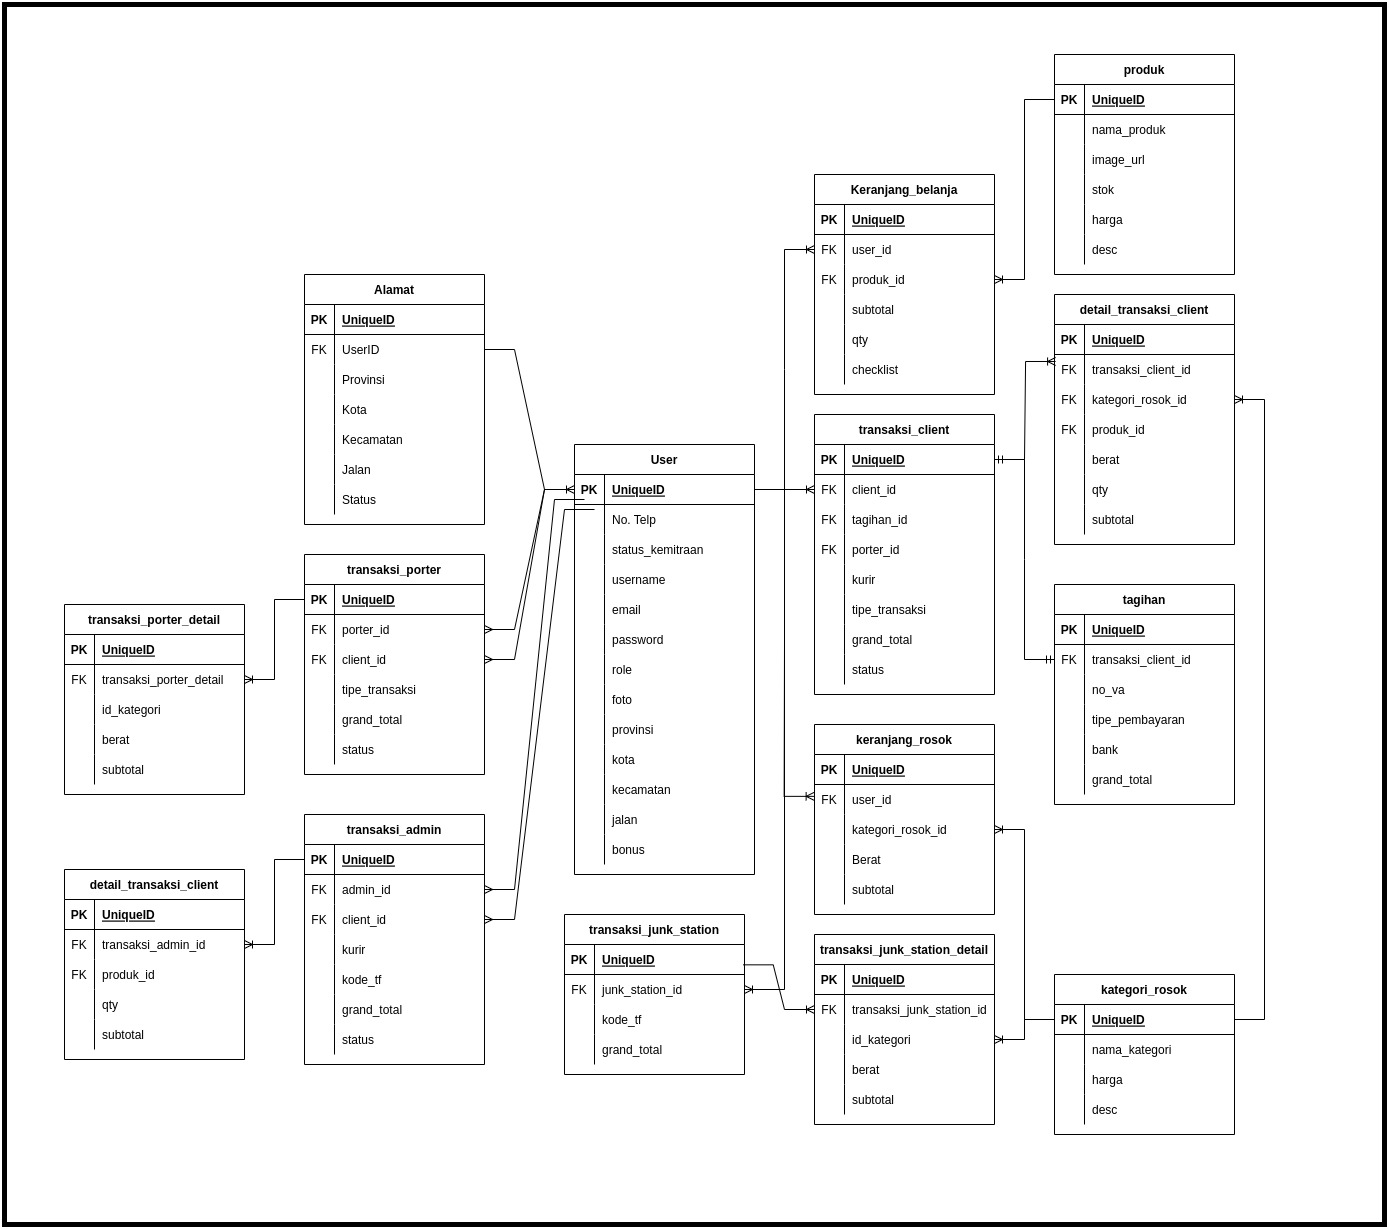 produk
PK UniqueID
nama_produk
image_url
stok
harga
desc
Keranjang_belanja
PK UniqueID
FK user_id
FK produk_id
subtotal
qty
checklist
Alamat
PK UniqueID
FK UserID
Provinsi
Kota
Kecamatan
Jalan
Status
detail_transaksi_client
PK UniqueID
FK transaksi_client_id
FK kategori_rosok_id
FK produk_id
berat
qty
subtotal
transaksi_client
PK UniqueID
FK client_id
FK tagihan_id
FK porter_id
kurir
tipe_transaksi
grand_total
status
User
PK UniqueID
No. Telp
status_kemitraan
username
email
password
role
foto
provinsi
kota
kecamatan
jalan
bonus
transaksi_porter
PK UniqueID
FK porter_id
FK client_id
tipe_transaksi
grand_total
status
tagihan
PK UniqueID
FK transaksi_client_id
no_va
tipe_pembayaran
bank
grand_total
transaksi_porter_detail
PK UniqueID
FK transaksi_porter_detail
id_kategori
berat
subtotal
keranjang_rosok
PK UniqueID
FK user_id
kategori_rosok_id
Berat
subtotal
transaksi_admin
PK UniqueID
FK admin_id
FK client_id
kurir
kode_tf
grand_total
status
detail_transaksi_client
PK UniqueID
FK transaksi_admin_id
FK produk_id
qty
subtotal
transaksi_junk_station
PK UniqueID
FK junk_station_id
kode_tf
grand_total
transaksi_junk_station_detail
PK UniqueID
FK transaksi_junk_station_id
id_kategori
berat
subtotal
kategori_rosok
PK UniqueID
nama_kategori
harga
desc